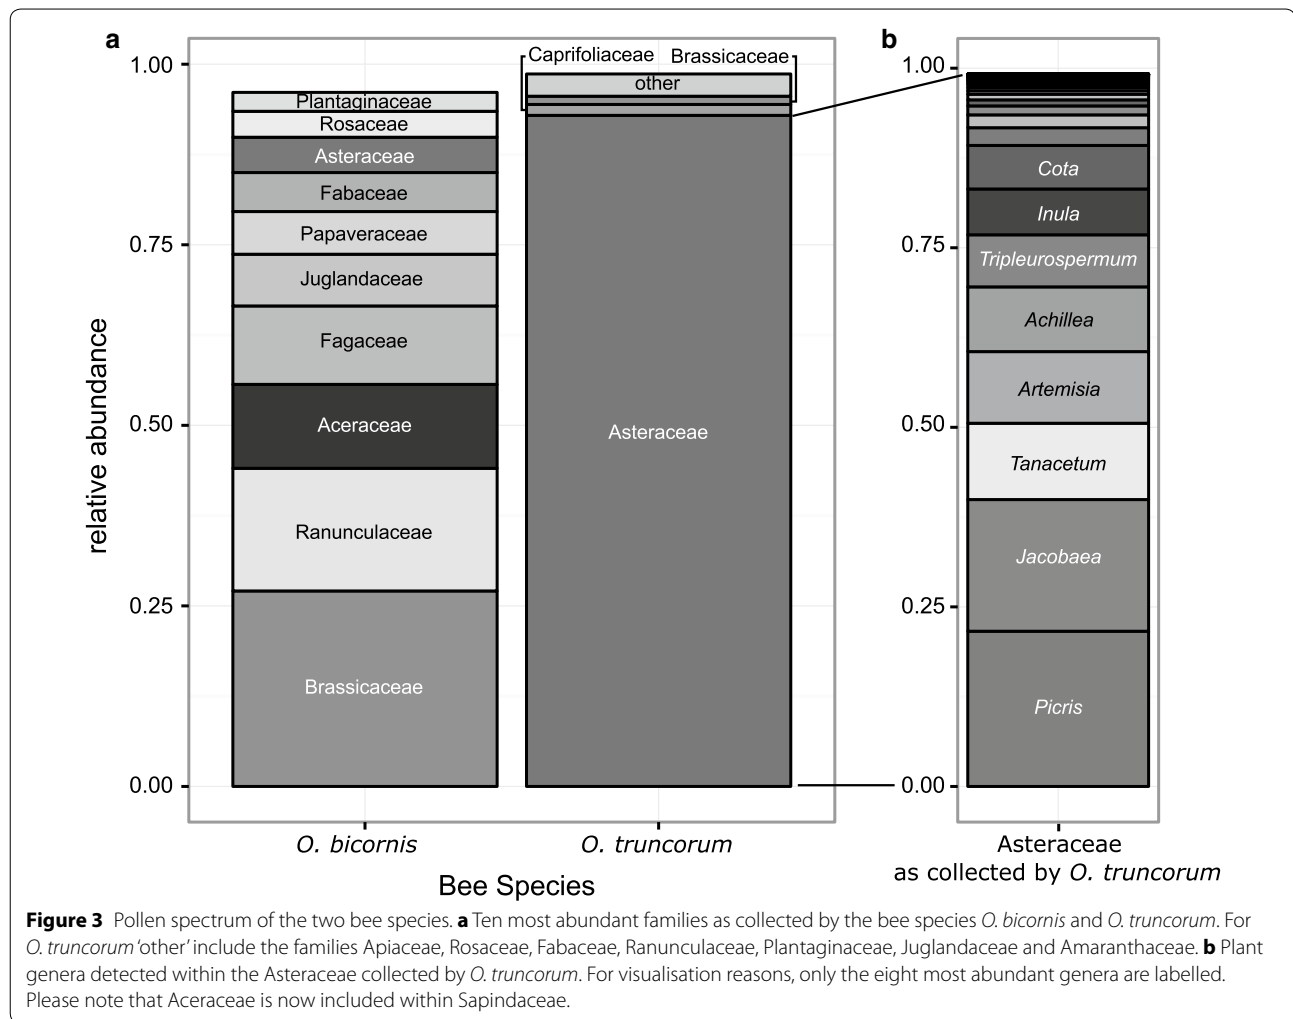 a
b
relative abundance
1.00
0.75
0.50
0.25
0.00
Plantaginaceae
Rosaceae
Asteraceae
Fabaceae
Papaveraceae
Juglandaceae
Fagaceae
Aceraceae
Ranunculaceae
Brassicaceae
Caprifoliaceae
Brassicaceae
other
Asteraceae
O. bicornis
O. truncorum
Bee Species
1.00
0.75
0.50
0.25
0.00
Cota
Inula
Tripleurospermum
Achillea
Artemisia
Tanacetum
Jacobaea
Picris
Asteraceae
as collected by O. truncorum
Figure 3 Pollen spectrum of the two bee species. a Ten most abundant families as collected by the bee species O. bicornis and O. truncorum. For
O. truncorum ‘other’ include the families Apiaceae, Rosaceae, Fabaceae, Ranunculaceae, Plantaginaceae, Juglandaceae and Amaranthaceae. b Plant
genera detected within the Asteraceae collected by O. truncorum. For visualisation reasons, only the eight most abundant genera are labelled.
Please note that Aceraceae is now included within Sapindaceae.